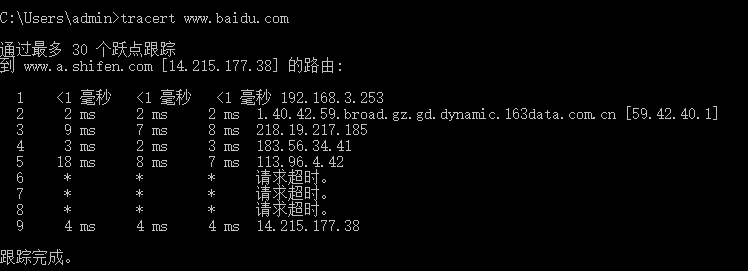 C:\Users\admin>tracert www.baidu.com
通过最多 30 个跃点跟踪
到 www.a.shifen.com [14.215.177.38] 的路由:
1 <1 毫秒 <1 毫秒 <1 毫秒 192.168.3.253
2 2 ms 2 ms 2 ms 1.40.42.59.broad.gz.gd.dynamic.163data.com.cn [59.42.40.1]
3 9 ms 7 ms 8 ms 218.19.217.185
4 3 ms 2 ms 3 ms 183.56.34.41
5 18 ms 8 ms 7 ms 113.96.4.42
6 * * * 请求超时。
7 * * * 请求超时。
8 * * * 请求超时。
9 4 ms 4 ms 4 ms 14.215.177.38
跟踪完成。